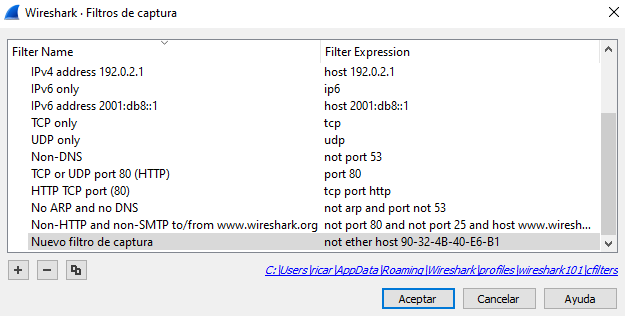 Wireshark · Filtros de captura
Filter Name Filter Expression
IPv4 address 192.0.2.1 host 192.0.2.1
IPv6 only ip6
IPv6 address 2001:db8::1 host 2001:db8::1
TCP only tcp
UDP only udp
Non-DNS not port 53
TCP or UDP port 80 (HTTP) port 80
HTTP TCP port (80) tcp port http
No ARP and no DNS not arp and port not 53
Non-HTTP and non-SMTP to/from www.wireshark.org not port 80 and not port 25 and host www.wiresh...
Nuevo filtro de captura not ether host 90-32-4B-40-E6-B1
C:\Users\ricar\AppData\Roaming\Wireshark\profiles\wireshark101\cfilters
Aceptar Cancelar Ayuda